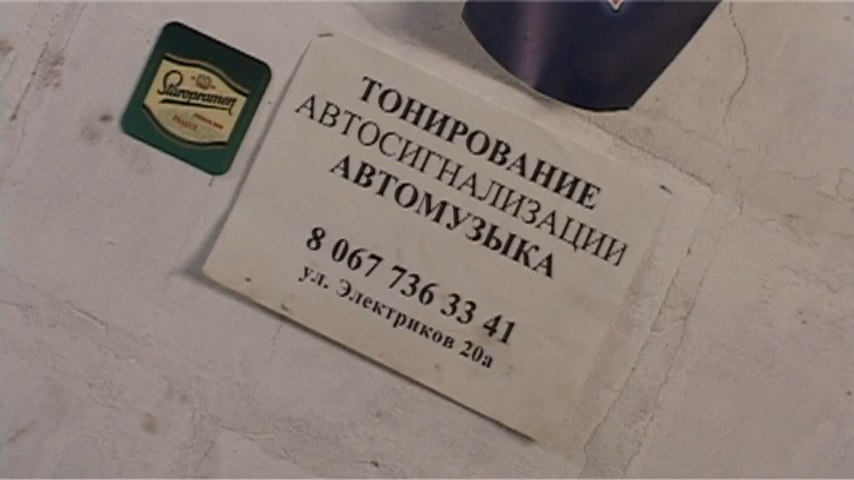 Staropramen
ТОНИРОВАНИЕ
АВТОСИГНАЛИЗАЦИИ
АВТОМУЗЫКА
8 067 736 33 41
ул. Электриков 20а